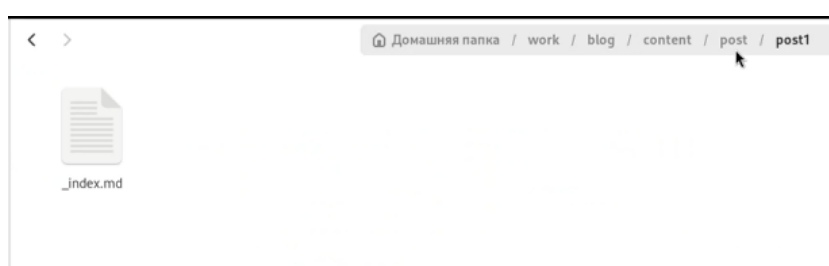 Домашняя папка / work / blog / content / post / post1
_index.md